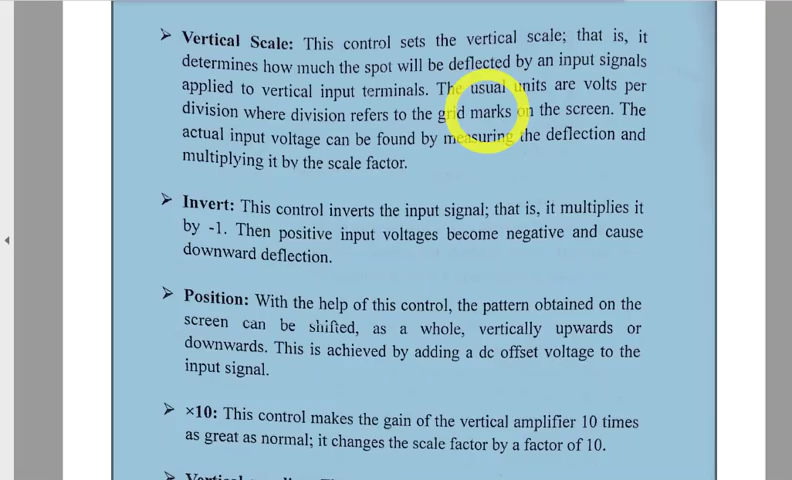 ➢ Vertical Scale: This control sets the vertical scale; that is, it
determines how much the spot will be deflected by an input signals
applied to vertical input terminals. The usual units are volts per
division where division refers to the grid marks on the screen. The
actual input voltage can be found by measuring the deflection and
multiplying it by the scale factor.
➢ Invert: This control inverts the input signal; that is, it multiplies it
by -1. Then positive input voltages become negative and cause
downward deflection.
➢ Position: With the help of this control, the pattern obtained on the
screen can be shifted, as a whole, vertically upwards or
downwards. This is achieved by adding a dc offset voltage to the
input signal.
➢ ×10: This control makes the gain of the vertical amplifier 10 times
as great as normal; it changes the scale factor by a factor of 10.
➢ Vertical